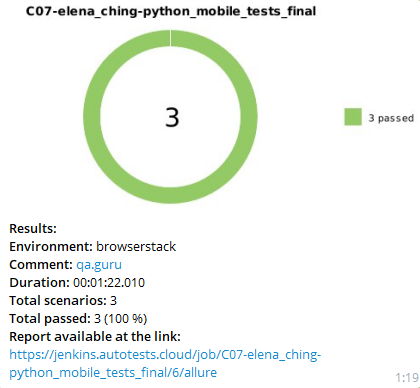 C07-elena_ching-python_mobile_tests_final
3
3 passed
Results:
Environment: browserstack
Comment: qa.guru
Duration: 00:01:22.010
Total scenarios: 3
Total passed: 3 (100 %)
Report available at the link:
https://jenkins.autotests.cloud/job/C07-elena_ching-
python_mobile_tests_final/6/allure
1:19